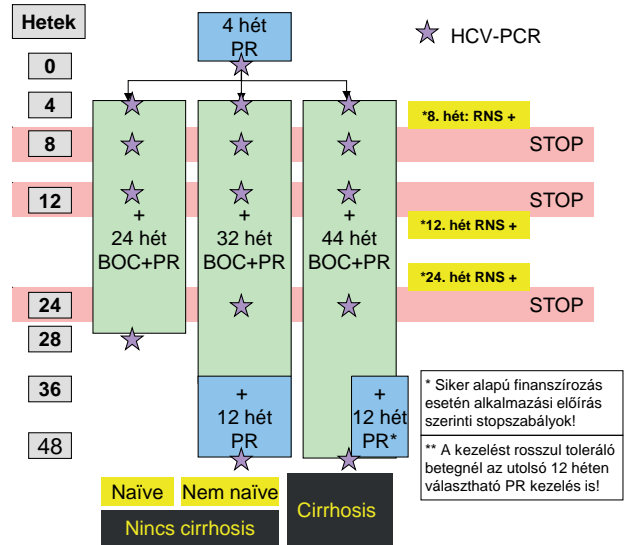 Hetek
4 hét
PR
HCV-PCR
0
4
*8. hét: RNS +
8
STOP
12
STOP
+
24 hét
BOC+PR
+
32 hét
BOC+PR
+
44 hét
BOC+PR
*12. hét RNS +
*24. hét RNS +
24
STOP
28
36
+
12 hét
PR
+
12 hét
PR*
48
* Siker alapú finanszírozás
esetén alkalmazási előírás
szerinti stopszabályok!
** A kezelést rosszul toleráló
betegnél az utolsó 12 héten
választható PR kezelés is!
Naïve
Nem naïve
Cirrhosis
Nincs cirrhosis